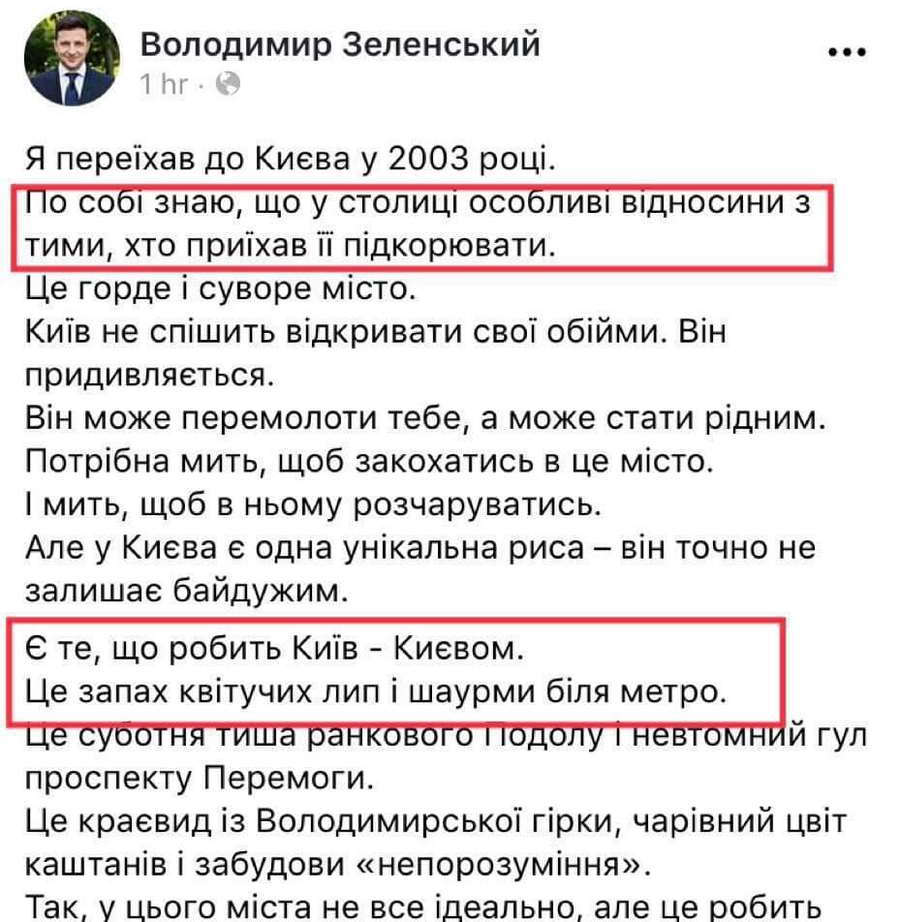 Володимир Зеленський
1 hr ·
Я переїхав до Києва у 2003 році.
По собі знаю, що у столиці особливі відносини з
тими, хто приїхав її підкорювати.
Це горде і суворе місто.
Київ не спішить відкривати свої обійми. Він
придивляється.
Він може перемолоти тебе, а може стати рідним.
Потрібна мить, щоб закохатись в це місто.
І мить, щоб в ньому розчаруватись.
Але у Києва є одна унікальна риса – він точно не
залишає байдужим.
Є те, що робить Київ - Києвом.
Це запах квітучих лип і шаурми біля метро.
Це суботня тиша ранкового Подолу і невтомний гул
проспекту Перемоги.
Це краєвид із Володимирської гірки, чарівний цвіт
каштанів і забудови «непорозуміння».
Так, у цього міста не все ідеально, але це робить